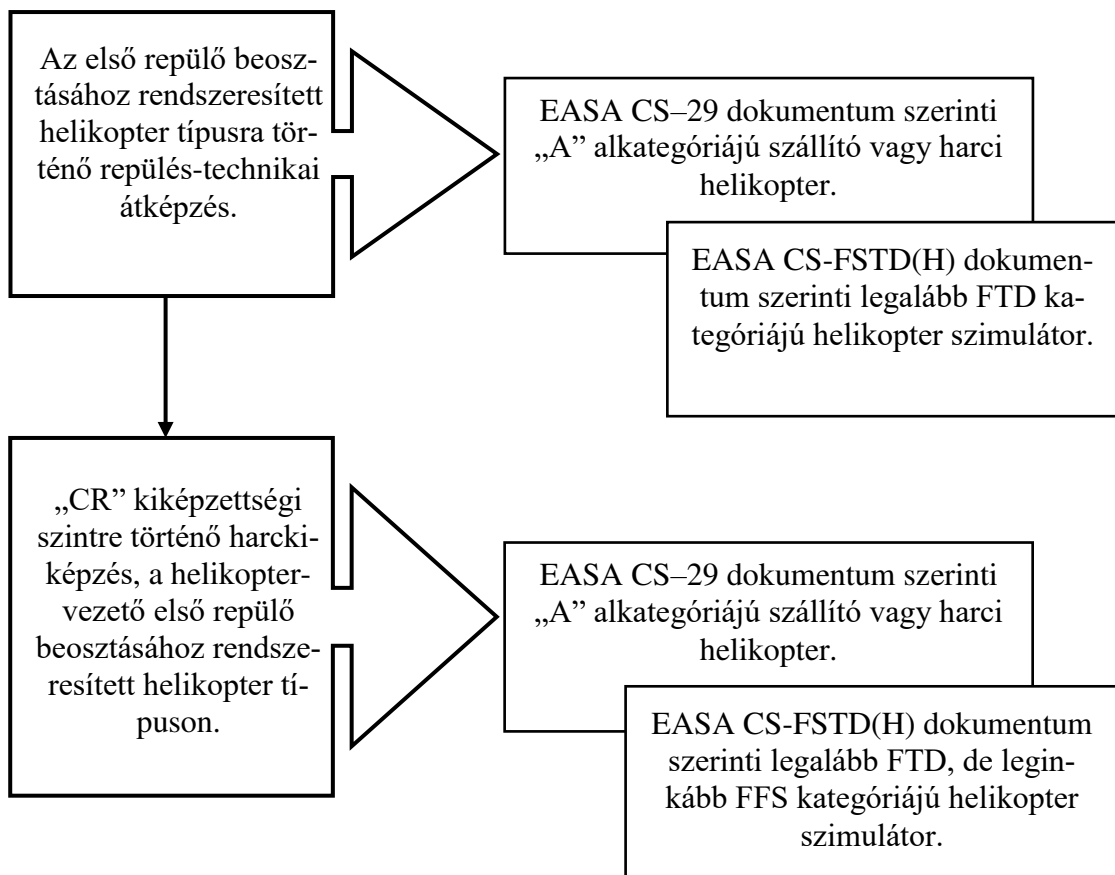 Az első repülő beosz-
tásához rendszeresített
helikopter típusra tör-
ténő repülés-technikai
átképzés.
EASA CS–29 dokumentum szerinti
„A” alkategóriájú szállító vagy harci
helikopter.
EASA CS-FSTD(H) dokumen-
tum szerinti legalább FTD ka-
tegóriájú helikopter szimulátor.
„CR” kiképzettségi
szintre történő harcki-
képzés, a helikopter-
vezető első repülő
beosztásához rendsze-
resített helikopter tí-
puson.
EASA CS–29 dokumentum szerinti
„A” alkategóriájú szállító vagy harci
helikopter.
EASA CS-FSTD(H) dokumentum
szerinti legalább FTD, de legin-
kább FFS kategóriájú helikopter
szimulátor.